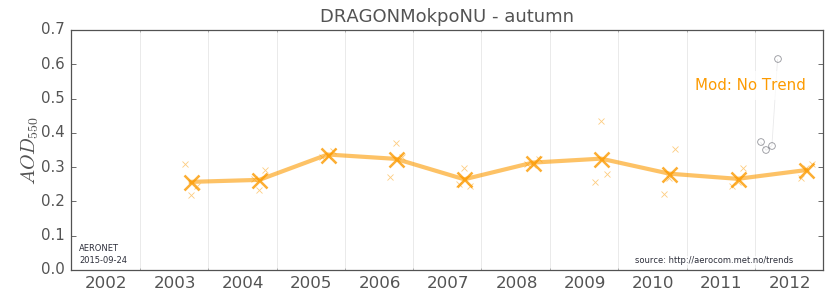 DRAGONMokpoNU - autumn
0.7
0.6
0.5
0.4
0.3
0.2
0.1
0.0
AOD550
Mod: No Trend
AERONET
2015-09-24
source: http://aerocom.met.no/trends
2002 2003 2004 2005 2006 2007 2008 2009 2010 2011 2012